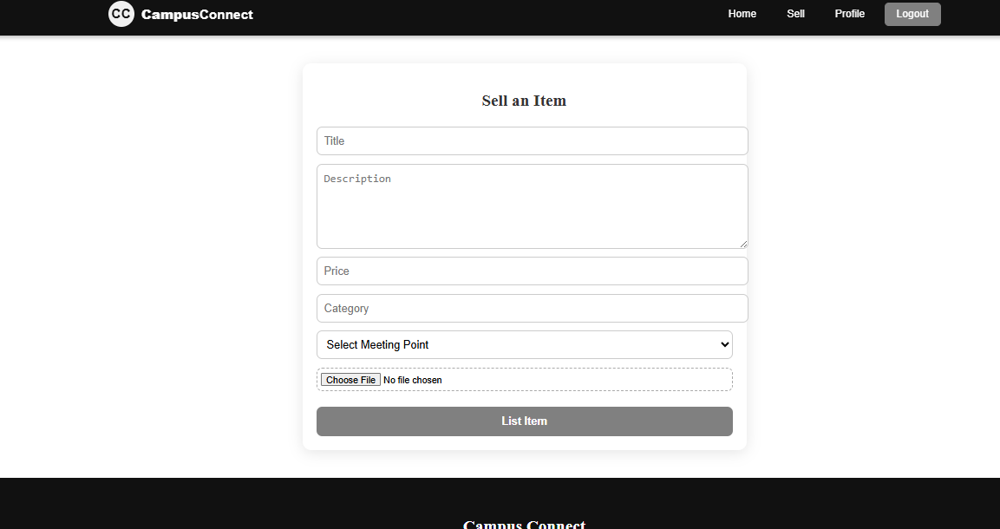 CC CampusConnect Home Sell Profile Logout
Sell an Item
Title
Description
Price
Category
Select Meeting Point
Choose File No file chosen
List Item
Campus Connect